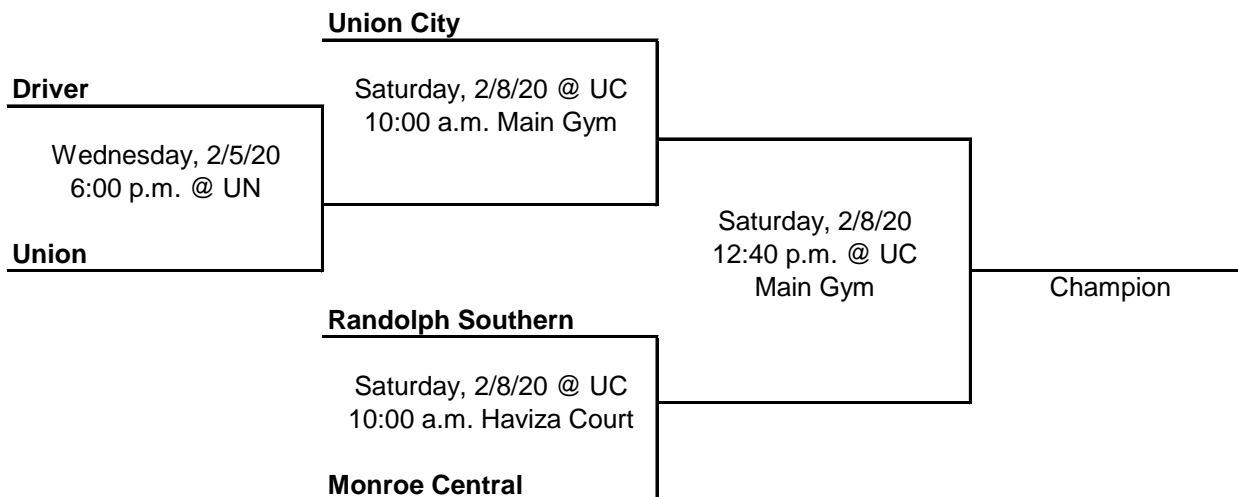 Union City
Driver
Saturday, 2/8/20 @ UC
10:00 a.m. Main Gym
Wednesday, 2/5/20
6:00 p.m. @ UN
Union
Saturday, 2/8/20
12:40 p.m. @ UC
Main Gym
Champion
Randolph Southern
Saturday, 2/8/20 @ UC
10:00 a.m. Haviza Court
Monroe Central